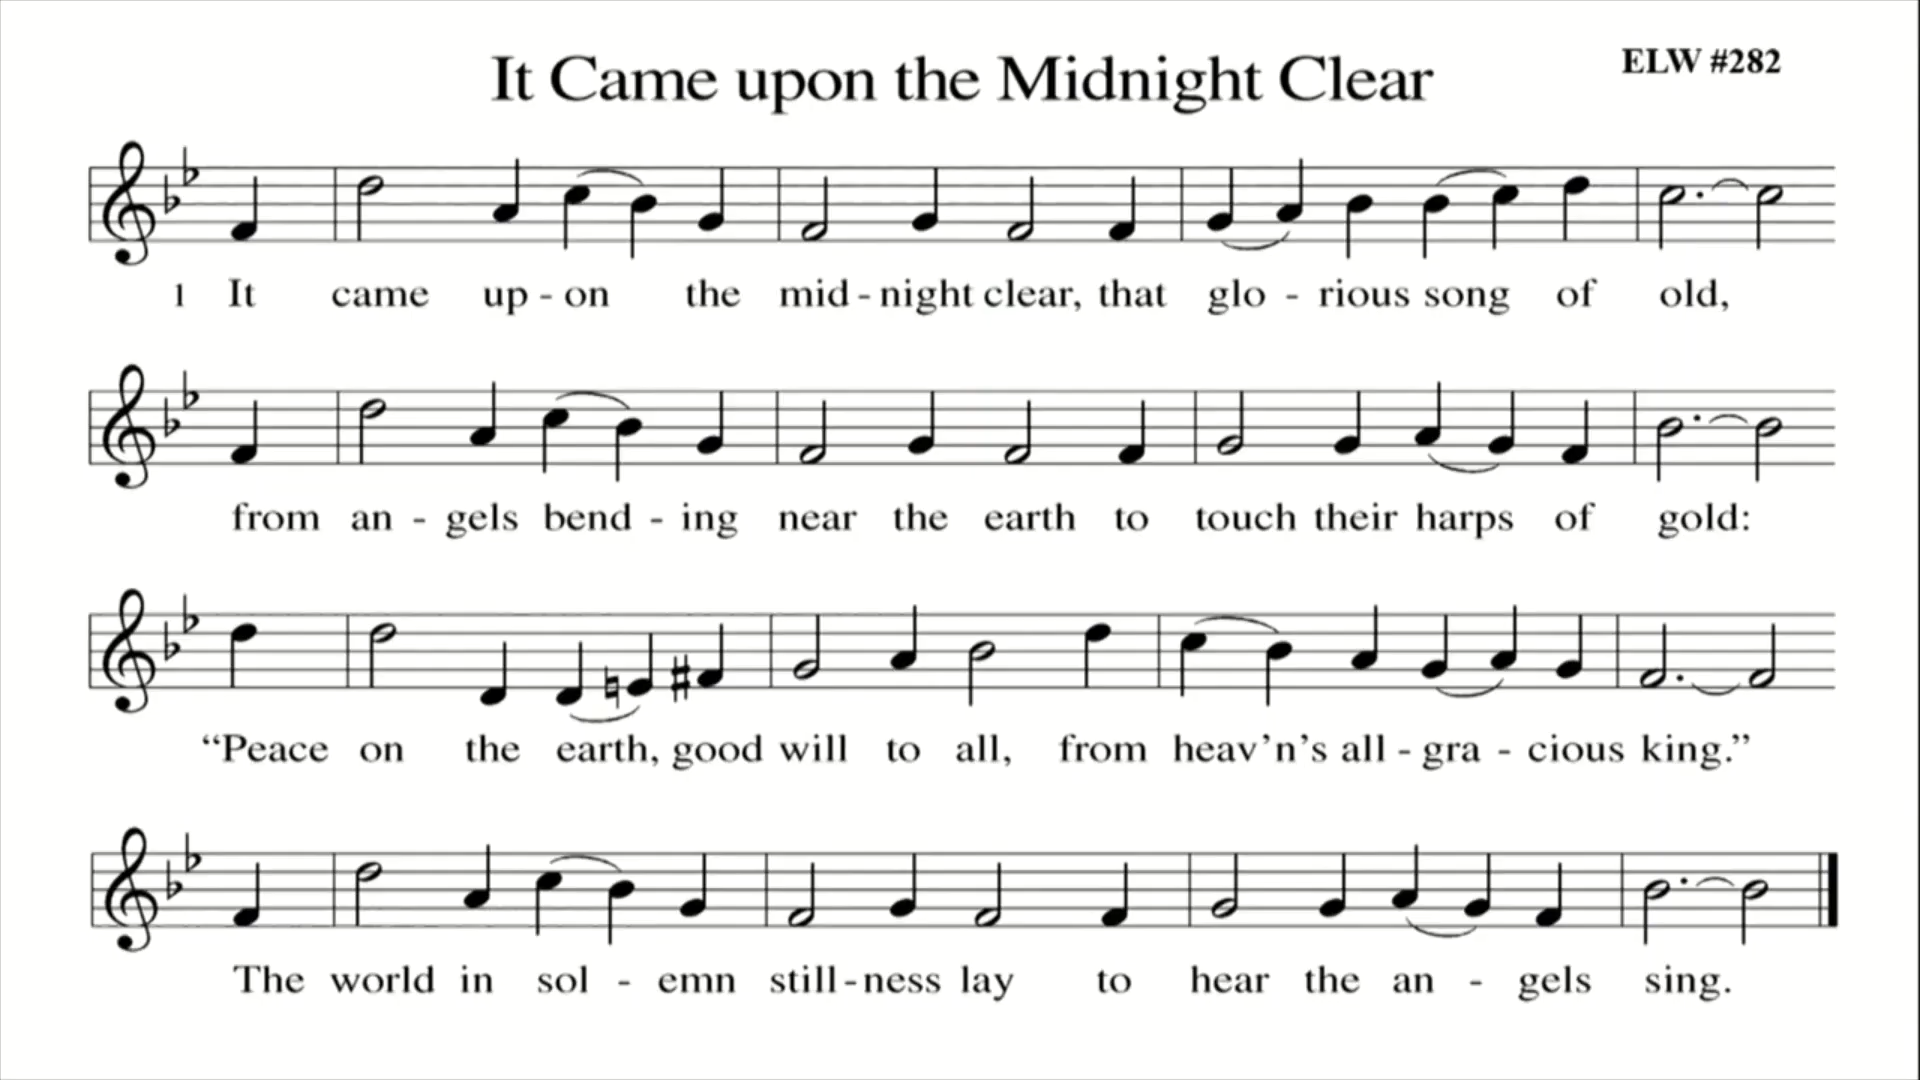 It Came upon the Midnight Clear
ELW #282
1 It came up - on the mid - night clear, that glo - rious song of old,
from an - gels bend - ing near the earth to touch their harps of gold:
“Peace on the earth, good will to all, from heav’n’s all - gra - cious king.”
The world in sol - emn still - ness lay to hear the an - gels sing.